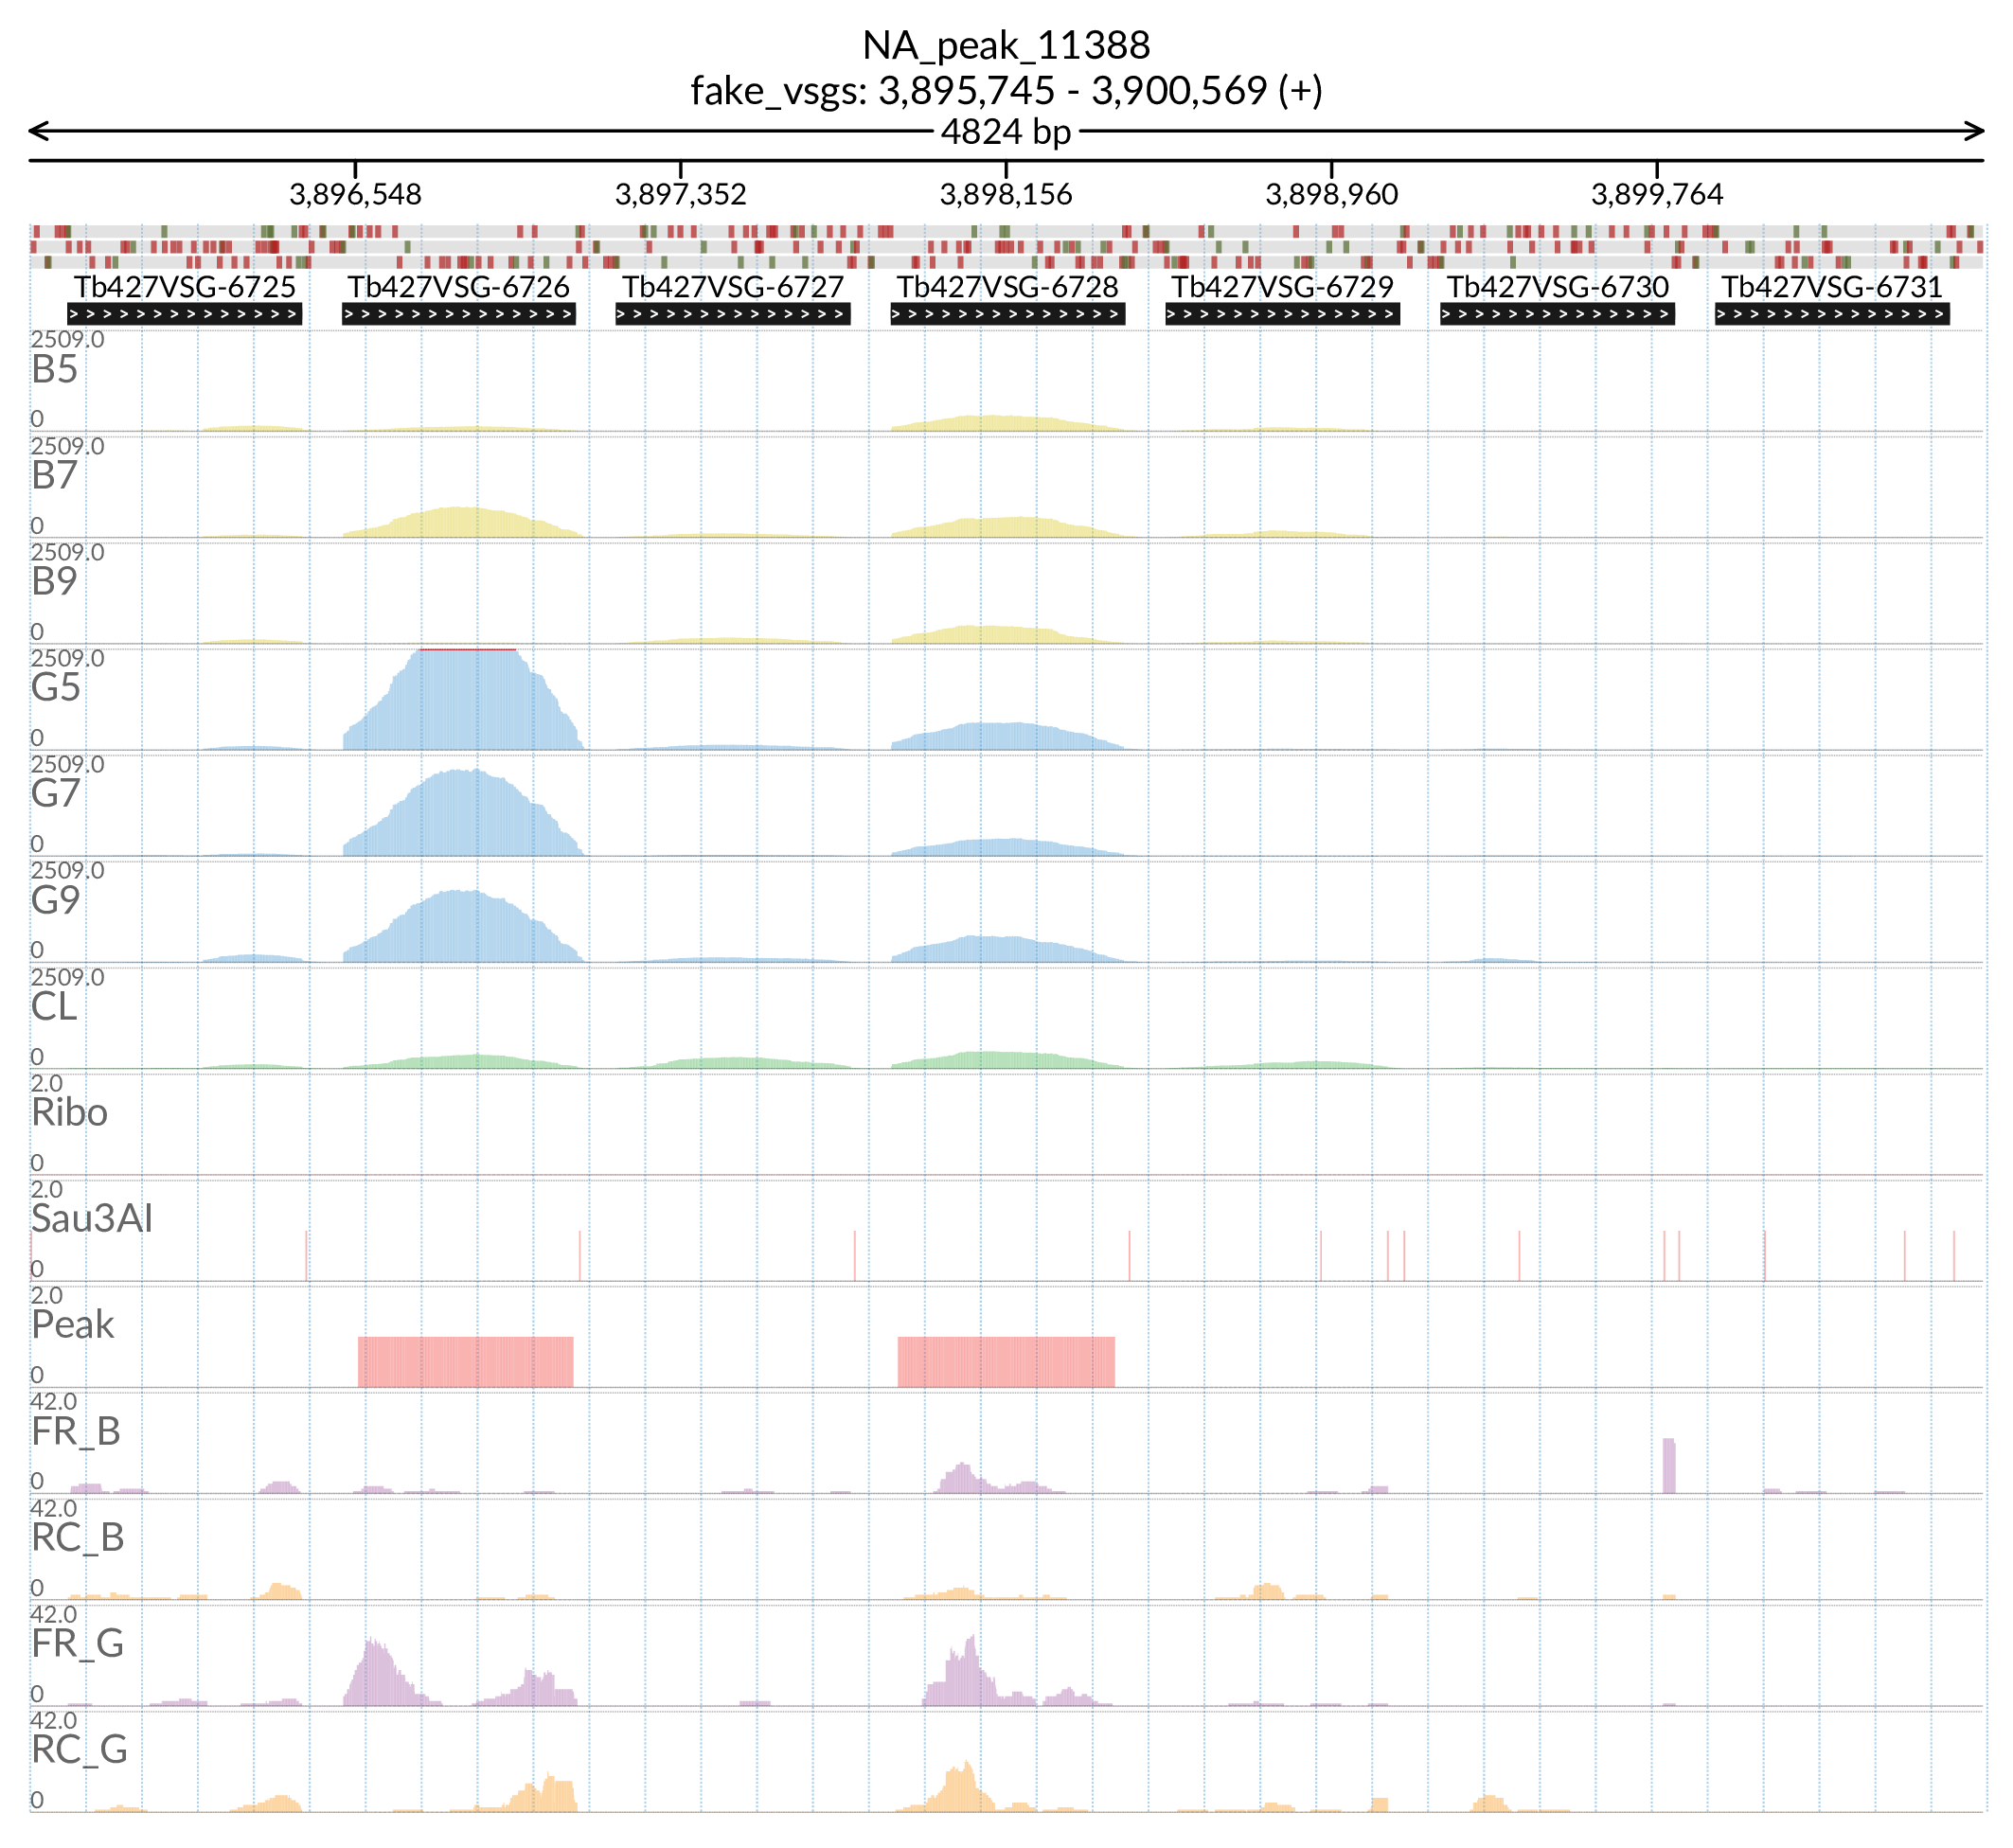 NA_peak_11388
fake_vsgs: 3,895,745 - 3,900,569 (+)
4824 bp
3,896,548 3,897,352 3,898,156 3,898,960 3,899,764
Tb427VSG-6725 Tb427VSG-6726 Tb427VSG-6727 Tb427VSG-6728 Tb427VSG-6729 Tb427VSG-6730 Tb427VSG-6731
2509.0
B5
0
2509.0
B7
0
2509.0
B9
0
2509.0
G5
0
2509.0
G7
0
2509.0
G9
0
2509.0
CL
0
2.0
Ribo
0
2.0
Sau3AI
0
2.0
Peak
0
42.0
FR_B
0
42.0
RC_B
0
42.0
FR_G
0
42.0
RC_G
0